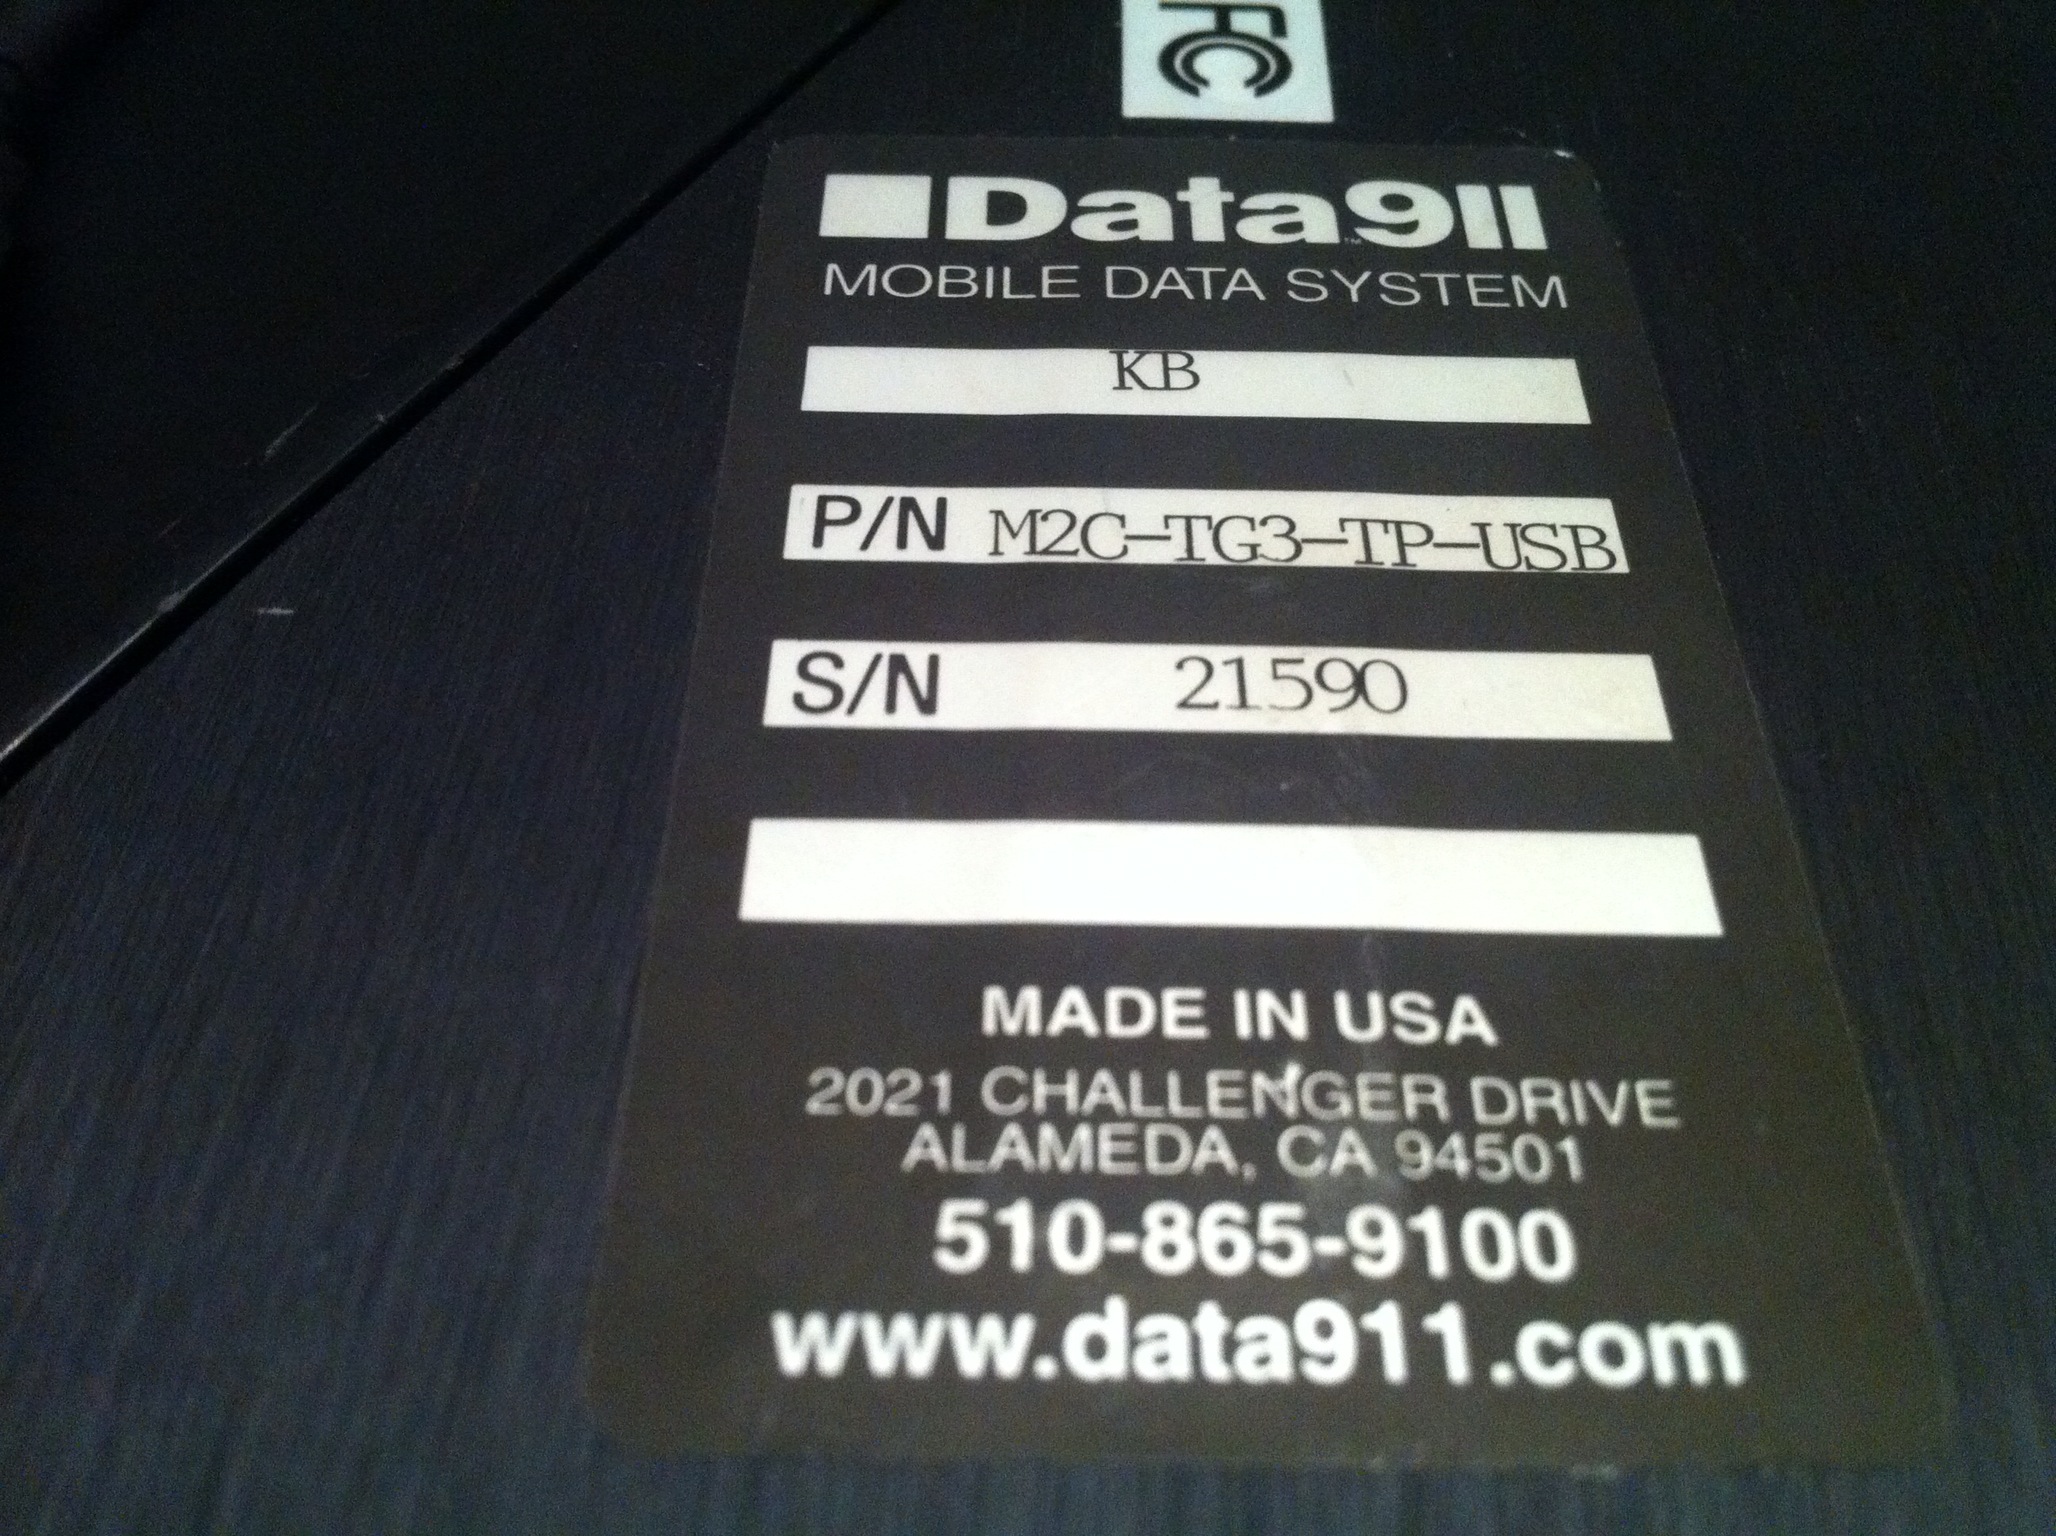 FC
Data911
MOBILE DATA SYSTEM
KB
P/N M2C-TG3-TP-USB
S/N 21590
MADE IN USA
2021 CHALLENGER DRIVE
ALAMEDA, CA 94501
510-865-9100
www.data911.com